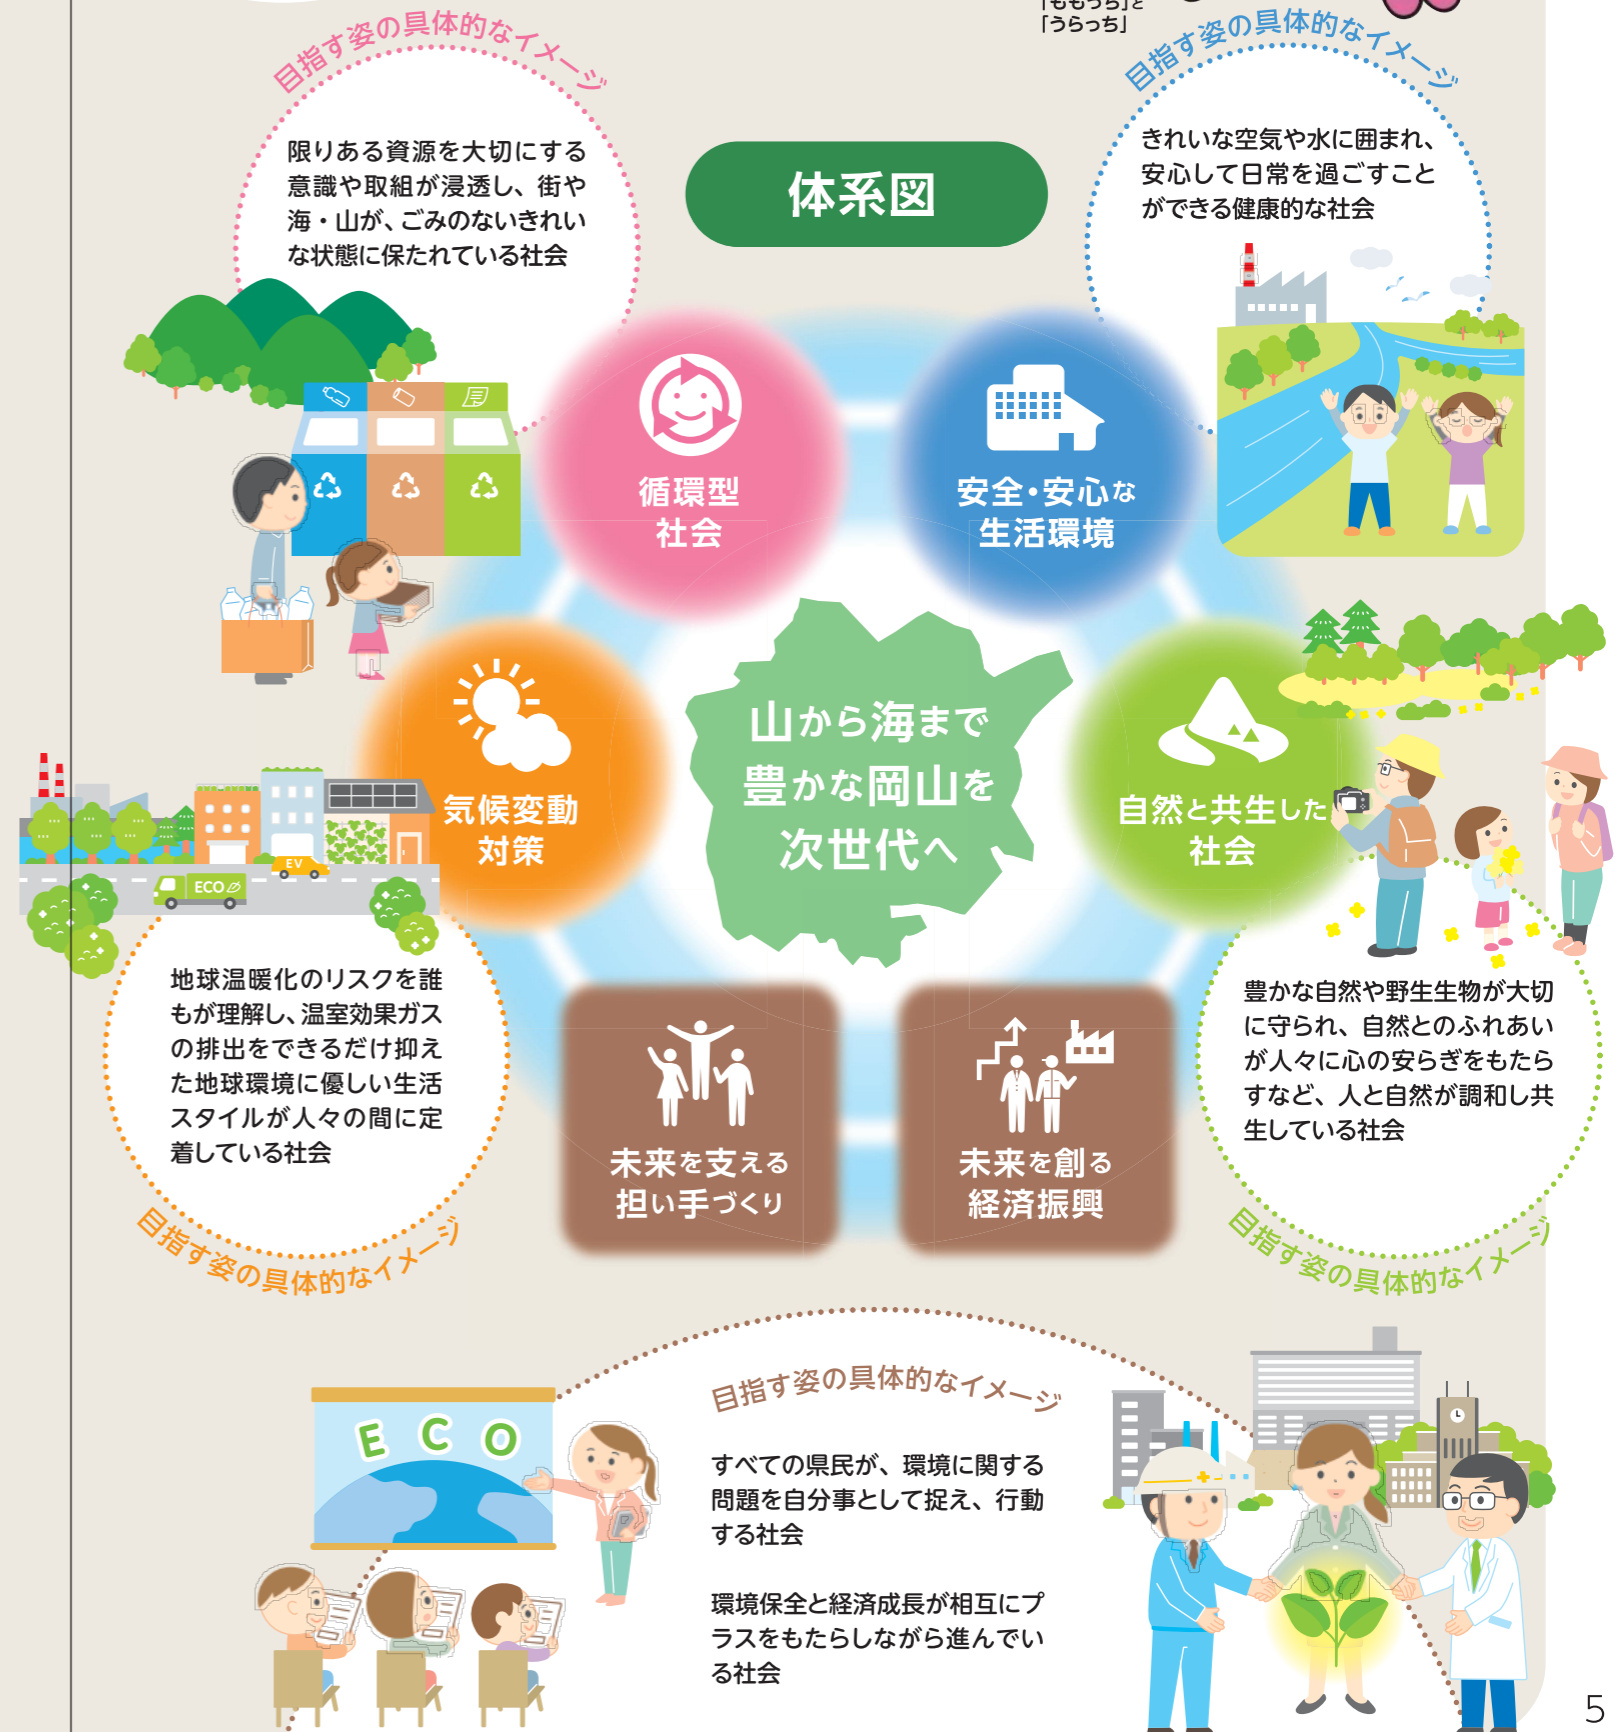 「ももっち」と
「うらっち」
目指す姿の具体的なイメージ
限りある資源を大切にする
意識や取組が浸透し、街や
海・山が、ごみのないきれい
な状態に保たれている社会
体系図
目指す姿の具体的なイメージ
きれいな空気や水に囲まれ、
安心して日常を過ごすこと
ができる健康的な社会
循環型
社会
安全・安心な
生活環境
山から海まで
豊かな岡山を
次世代へ
気候変動
対策
自然と共生した
社会
EV
ECO
地球温暖化のリスクを誰
もが理解し、温室効果ガス
の排出をできるだけ抑え
た地球環境に優しい生活
スタイルが人々の間に定
着している社会
目指す姿の具体的なイメージ
豊かな自然や野生生物が大切
に守られ、自然とのふれあい
が人々に心の安らぎをもたら
すなど、人と自然が調和し共
生している社会
目指す姿の具体的なイメージ
未来を支える
担い手づくり
未来を創る
経済振興
目指す姿の具体的なイメージ
ECO
すべての県民が、環境に関する
問題を自分事として捉え、行動
する社会
環境保全と経済成長が相互にプ
ラスをもたらしながら進んでい
る社会
5